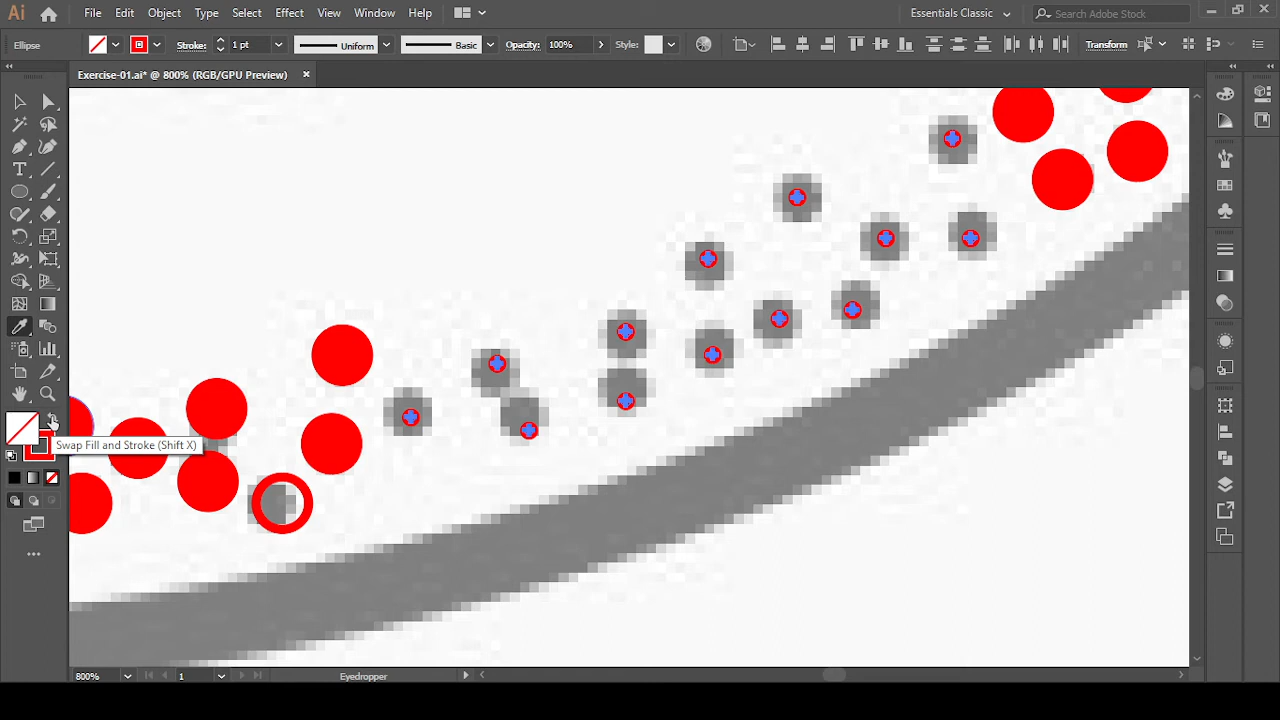 Ai File Edit Object Type Select Effect View Window Help Essentials Classic Search Adobe Stock
Ellipse Stroke: 1 pt Uniform Basic Opacity: 100% Style: Transform
Exercise-01.ai* @ 800% (RGB/GPU Preview)
Swap Fill and Stroke (Shift X)
800% 1 Eyedropper